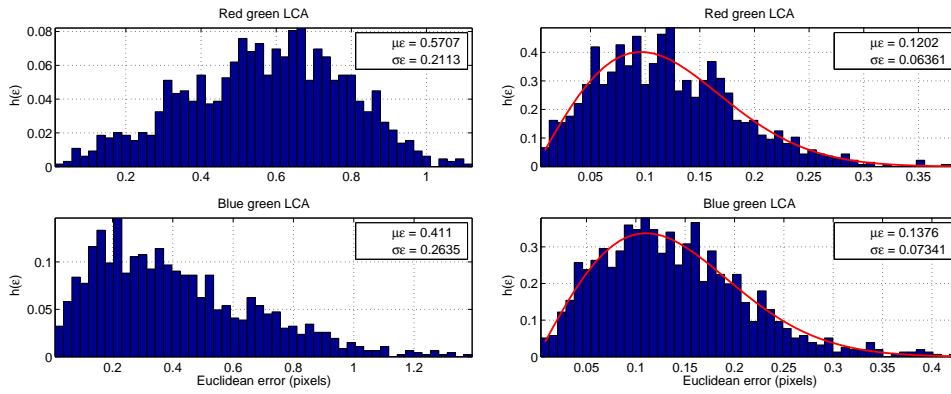 Red green LCA
0.08
0.06
0.04
0.02
0
h(ε)
με = 0.5707
σε = 0.2113
0.2 0.4 0.6 0.8 1
Red green LCA
0.4
0.3
0.2
0.1
0
h(ε)
με = 0.1202
σε = 0.06361
0.05 0.1 0.15 0.2 0.25 0.3 0.35
Blue green LCA
0.1
0.05
0
h(ε)
με = 0.411
σε = 0.2635
0.2 0.4 0.6 0.8 1 1.2
Euclidean error (pixels)
Blue green LCA
0.3
0.2
0.1
0
h(ε)
με = 0.1376
σε = 0.07341
0.05 0.1 0.15 0.2 0.25 0.3 0.35 0.4
Euclidean error (pixels)